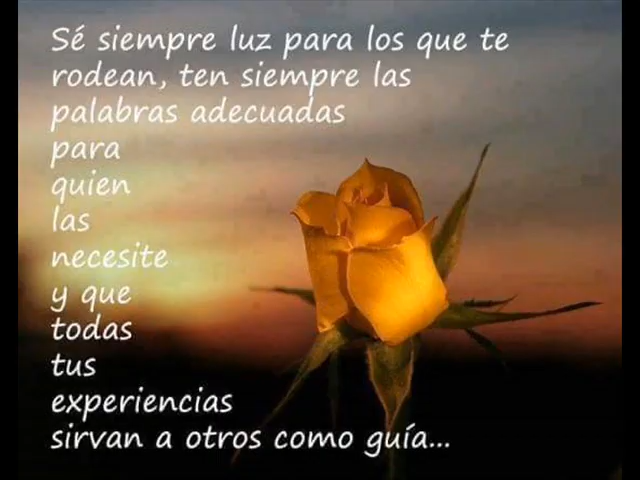 Sé siempre luz para los que te
rodean, ten siempre las
palabras adecuadas
para
quien
las
necesite
y que
todas
tus
experiencias
sirvan a otros como guía...